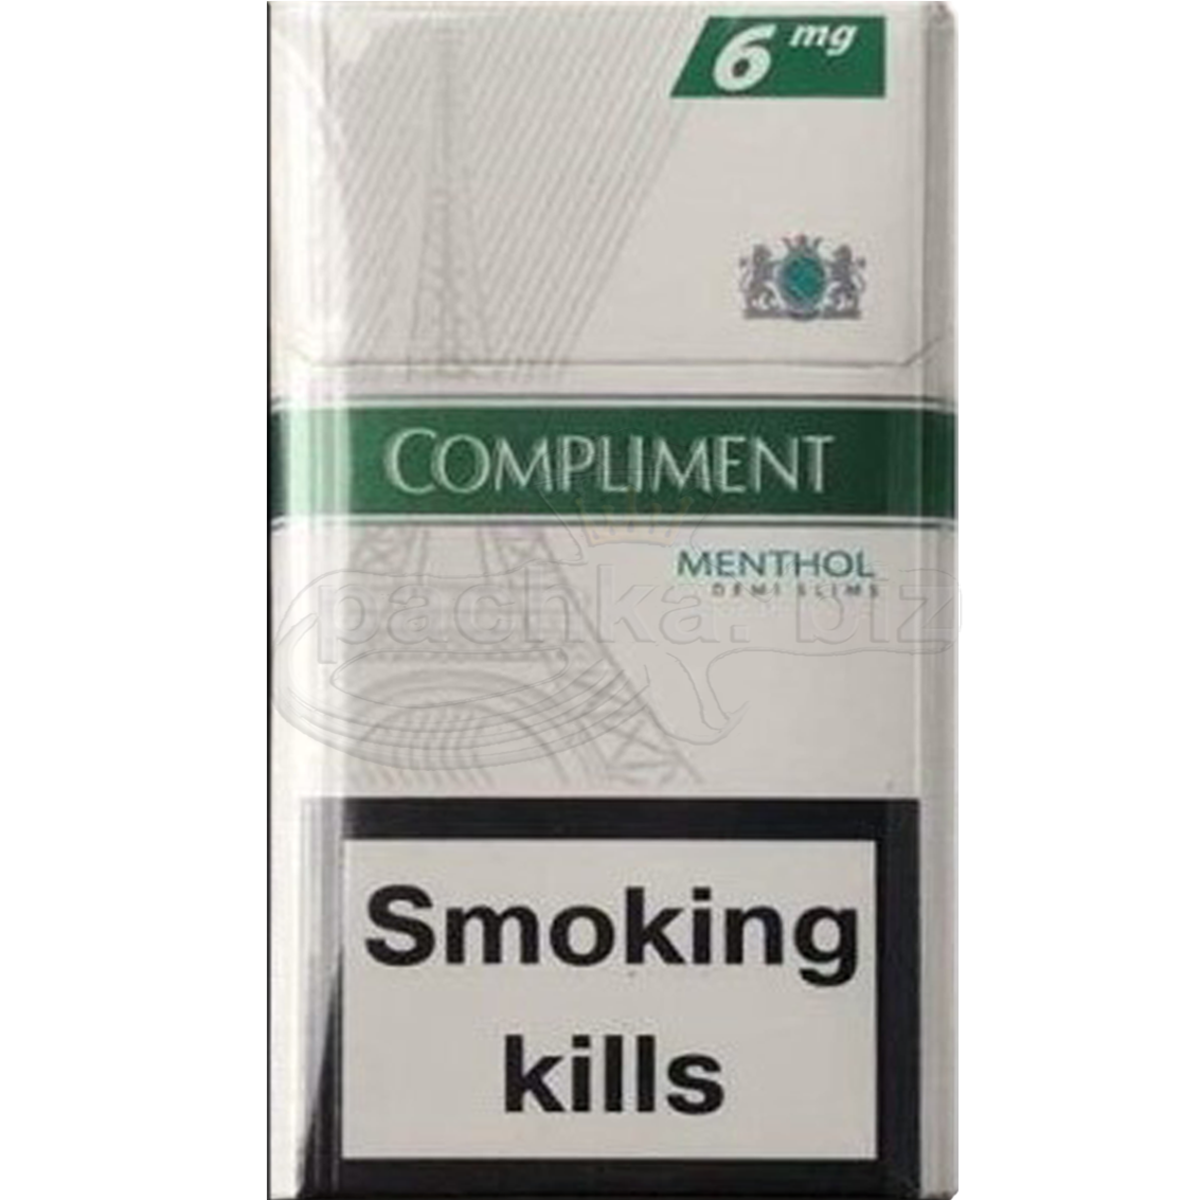 6 mg
COMPLIMENT
MENTHOL
DEMI SLIMS
pachka.biz
Smoking
kills